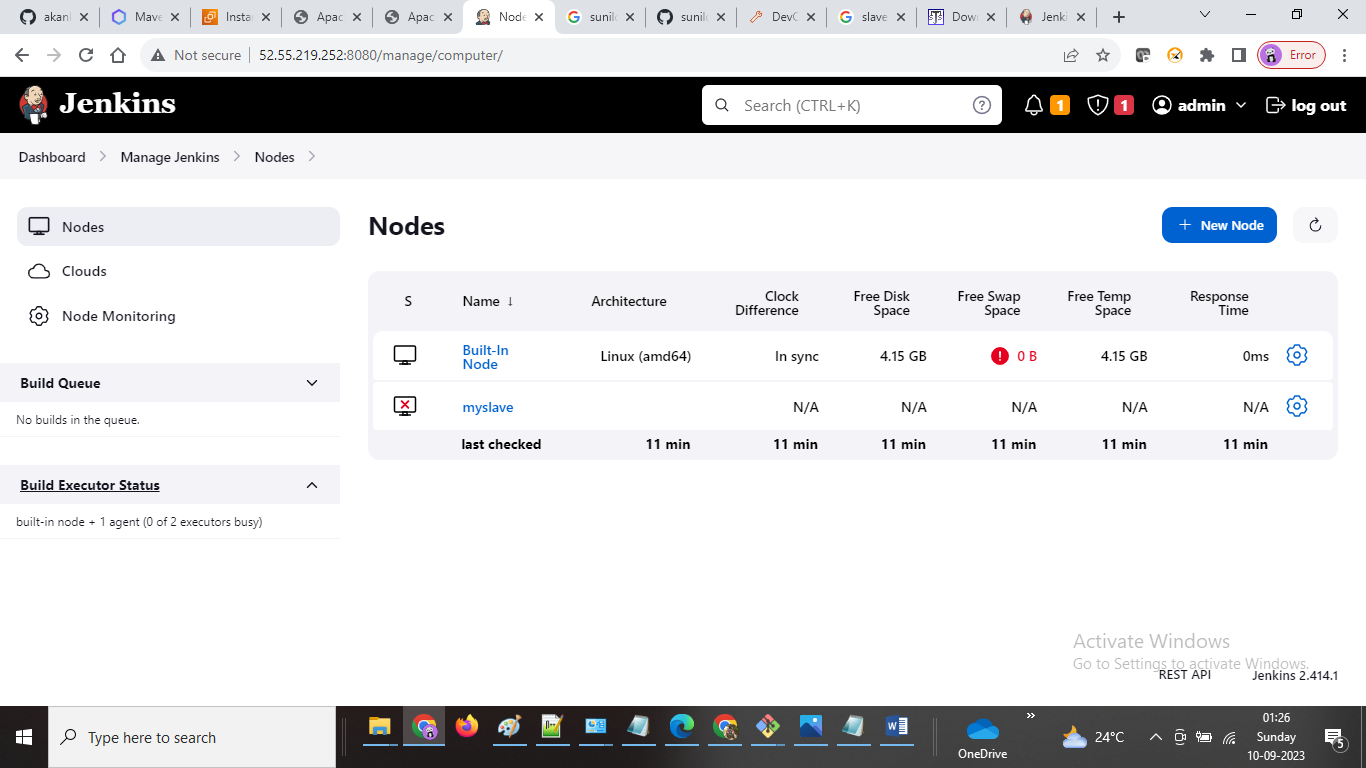 akanl
Mave
Instan
Apac
Apac
Node
sunilo
sunilo
DevO
slave
Dow
Jenki
Not secure
52.55.219.252:8080/manage/computer/
Error
Jenkins
Search (CTRL+K)
?
1
1
admin
log out
Dashboard
Manage Jenkins
Nodes
Nodes
Clouds
Node Monitoring
Build Queue
No builds in the queue.
Build Executor Status
built-in node + 1 agent (0 of 2 executors busy)
Nodes
+ New Node
S Name ↓ Architecture Clock Difference Free Disk Space Free Swap Space Free Temp Space Response Time
Built-In Node Linux (amd64) In sync 4.15 GB ! 0 B 4.15 GB 0ms
myslave N/A N/A N/A N/A N/A
last checked 11 min 11 min 11 min 11 min 11 min 11 min
Activate Windows
Go to Settings to activate Windows.
REST API
Jenkins 2.414.1
Type here to search
OneDrive
24°C
01:26
Sunday
10-09-2023
5